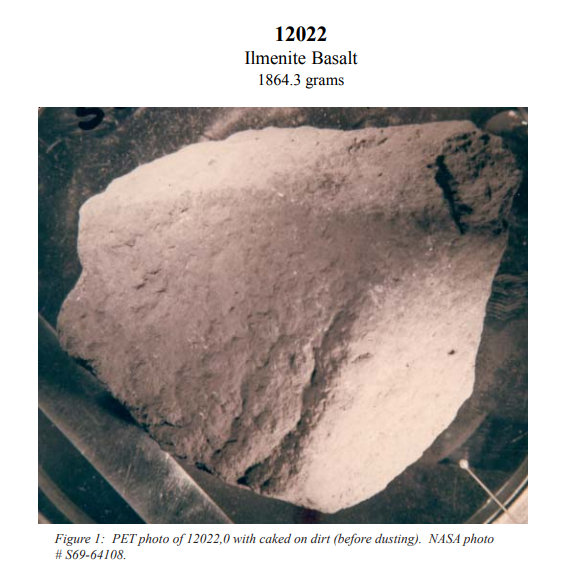 12022
Ilmenite Basalt
1864.3 grams
Figure 1:  PET photo of 12022,0 with caked on dirt (before dusting).  NASA photo
# S69-64108.